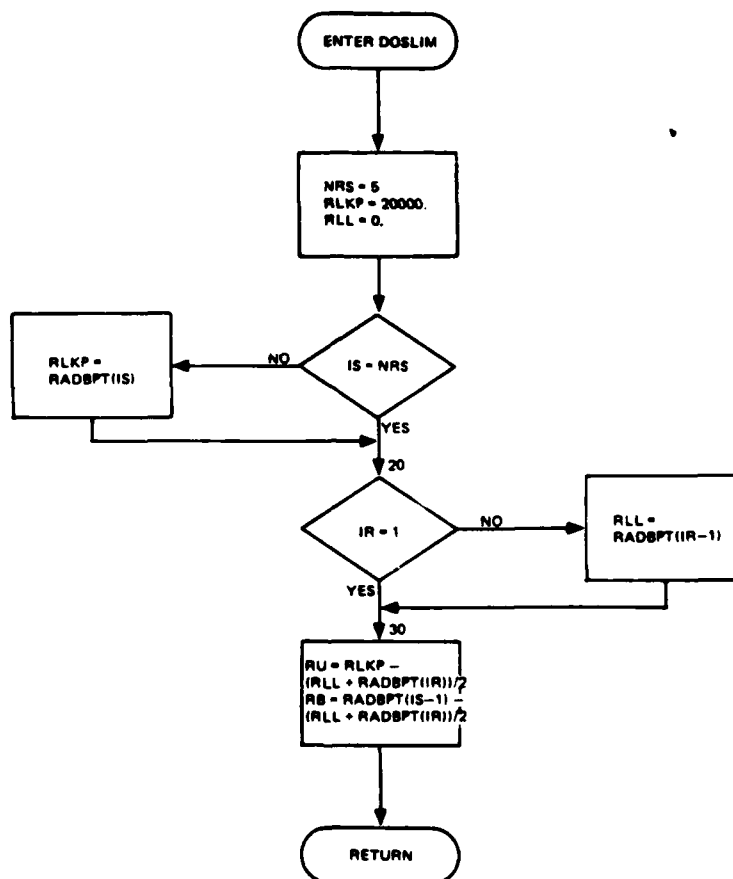 ENTER DOSLIM
NRS = 5
RLKP = 20000.
RLL = 0.
IS = NRS
NO
RLKP =
RADBPT(IS)
YES
20
IR = 1
NO
RLL =
RADBPT(IR-1)
YES
30
RU = RLKP –
(RLL + RADBPT(IR))/2
RB = RADBPT(IS-1) –
(RLL + RADBPT(IR))/2
RETURN